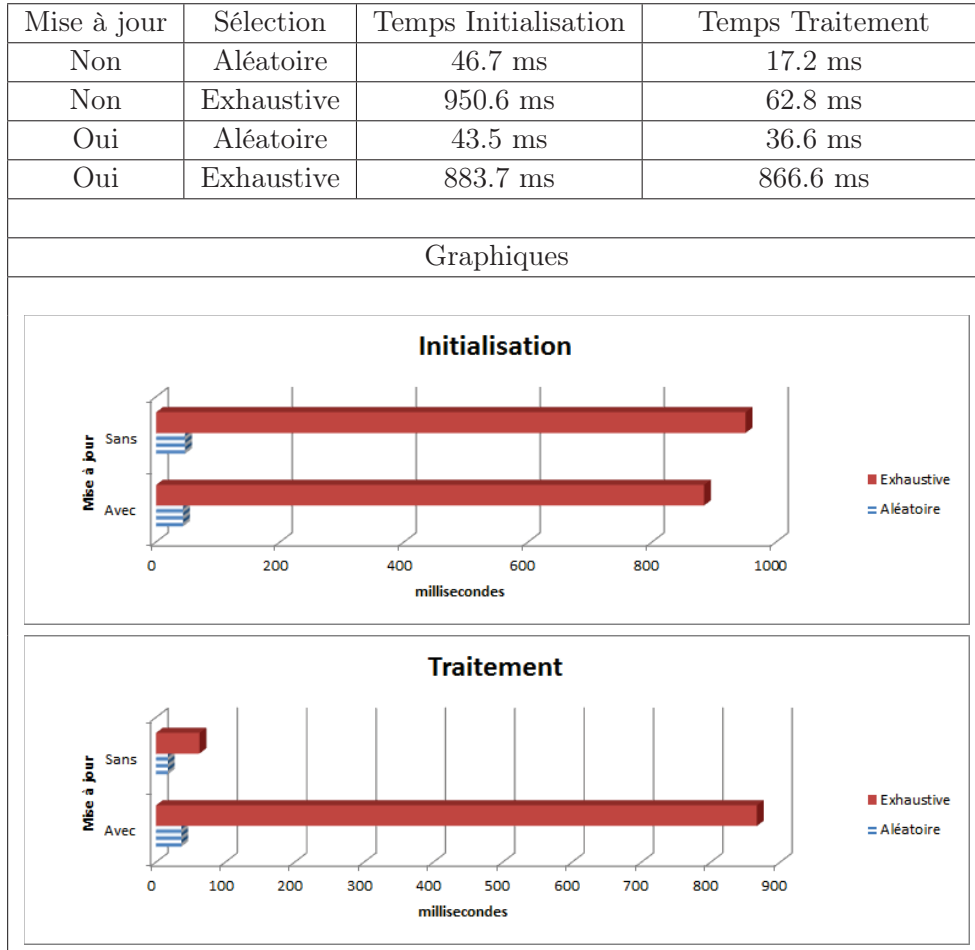 Mise à jour Sélection Temps Initialisation Temps Traitement
Non Aléatoire 46.7 ms 17.2 ms
Non Exhaustive 950.6 ms 62.8 ms
Oui Aléatoire 43.5 ms 36.6 ms
Oui Exhaustive 883.7 ms 866.6 ms
Graphiques
Initialisation
Mise à jour
Sans
Avec
0 200 400 600 800 1000
millisecondes
Exhaustive
Aléatoire
Traitement
Mise à jour
Sans
Avec
0 100 200 300 400 500 600 700 800 900
millisecondes
Exhaustive
Aléatoire